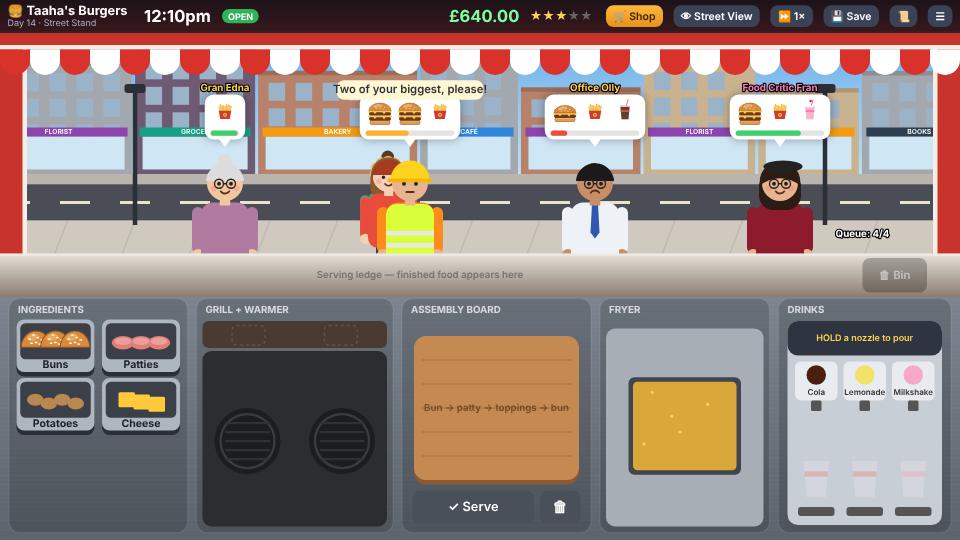 Taaha's Burgers
Day 14 · Street Stand
12:10pm
OPEN
£640.00
★★★★★
Shop
Street View
1×
Save
Gran Edna
Two of your biggest, please!
Office Olly
Food Critic Fran
FLORIST
GROCE
BAKERY
CAFÉ
FLORIST
BOOKS
Queue: 4/4
Serving ledge — finished food appears here
Bin
INGREDIENTS
Buns
Patties
Potatoes
Cheese
GRILL + WARMER
ASSEMBLY BOARD
Bun → patty → toppings → bun
✓ Serve
FRYER
DRINKS
HOLD a nozzle to pour
Cola
Lemonade
Milkshake